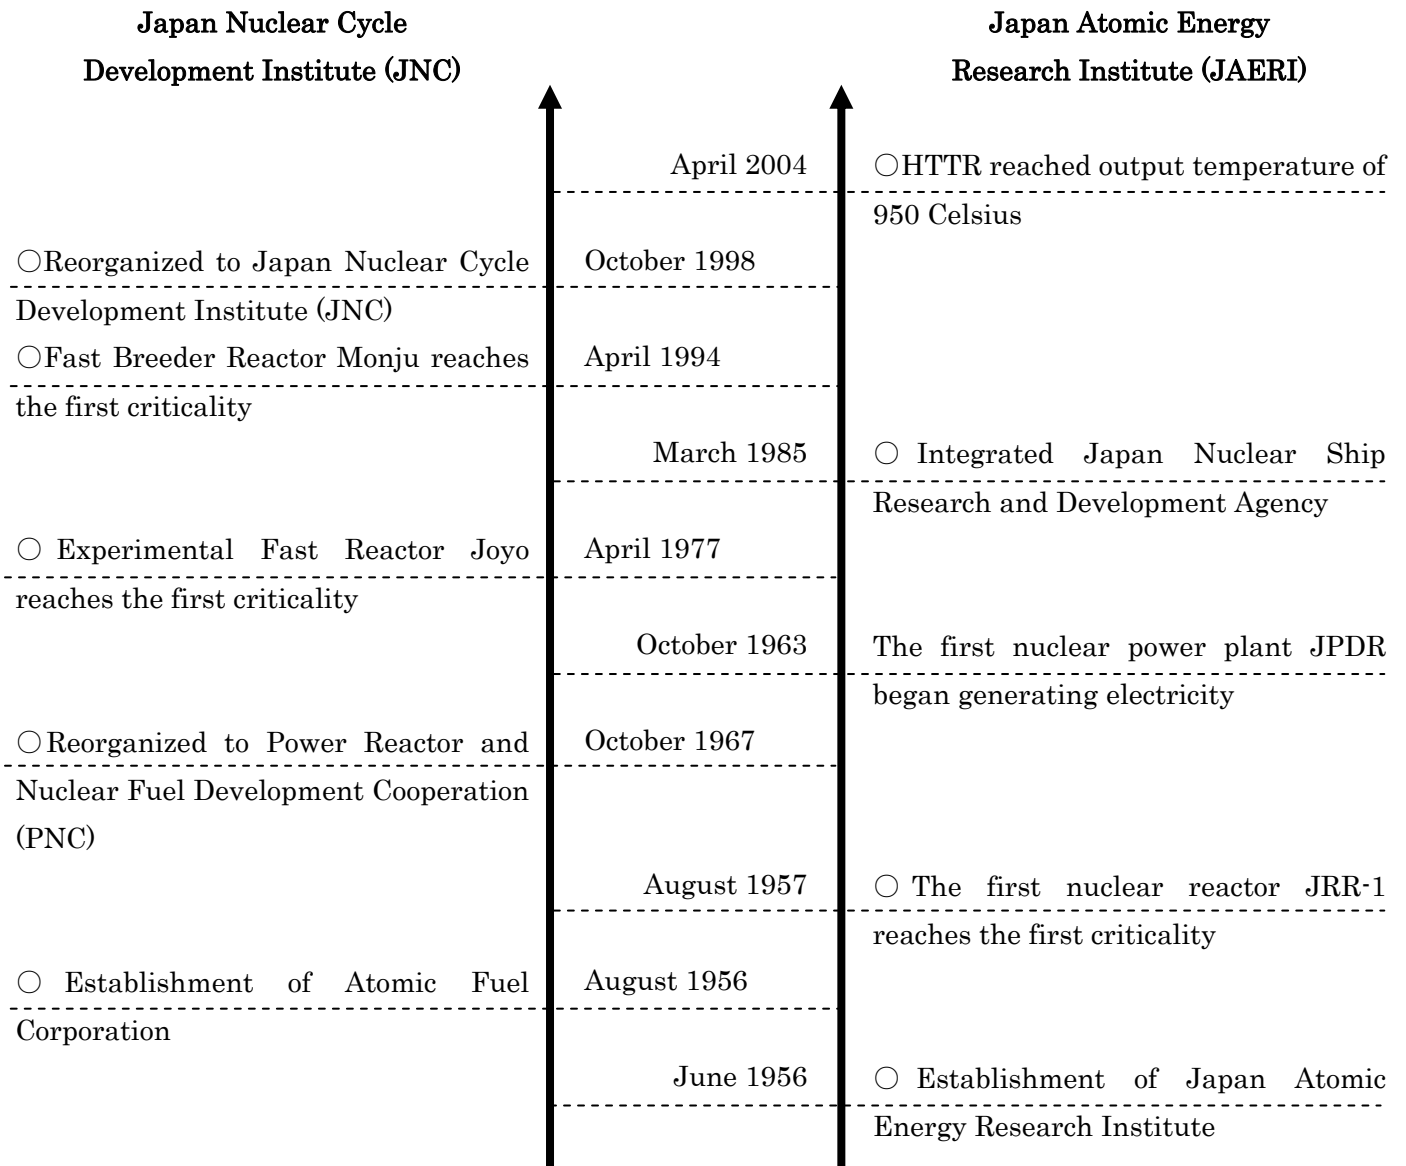 Japan Nuclear Cycle
Development Institute (JNC)
Japan Atomic Energy
Research Institute (JAERI)
April 2004
○HTTR reached output temperature of
950 Celsius
○Reorganized to Japan Nuclear Cycle
Development Institute (JNC)
October 1998
○Fast Breeder Reactor Monju reaches
the first criticality
April 1994
March 1985
○ Integrated Japan Nuclear Ship
Research and Development Agency
○ Experimental Fast Reactor Joyo
reaches the first criticality
April 1977
October 1963
The first nuclear power plant JPDR
began generating electricity
○Reorganized to Power Reactor and
Nuclear Fuel Development Cooperation
(PNC)
October 1967
August 1957
○ The first nuclear reactor JRR-1
reaches the first criticality
○ Establishment of Atomic Fuel
Corporation
August 1956
June 1956
○ Establishment of Japan Atomic
Energy Research Institute